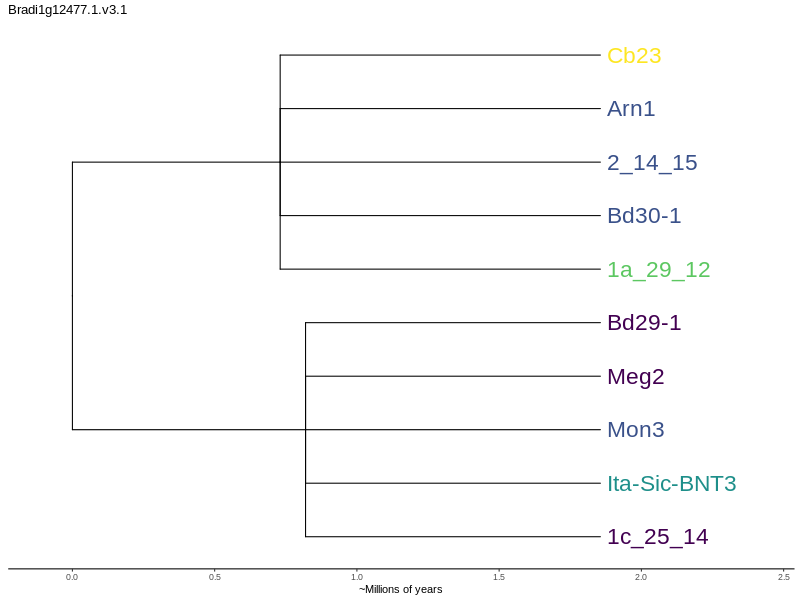 Bradi1g12477.1.v3.1
Cb23
Arn1
2_14_15
Bd30-1
1a_29_12
Bd29-1
Meg2
Mon3
Ita-Sic-BNT3
1c_25_14
0.0 0.5 1.0 1.5 2.0 2.5
~Millions of years